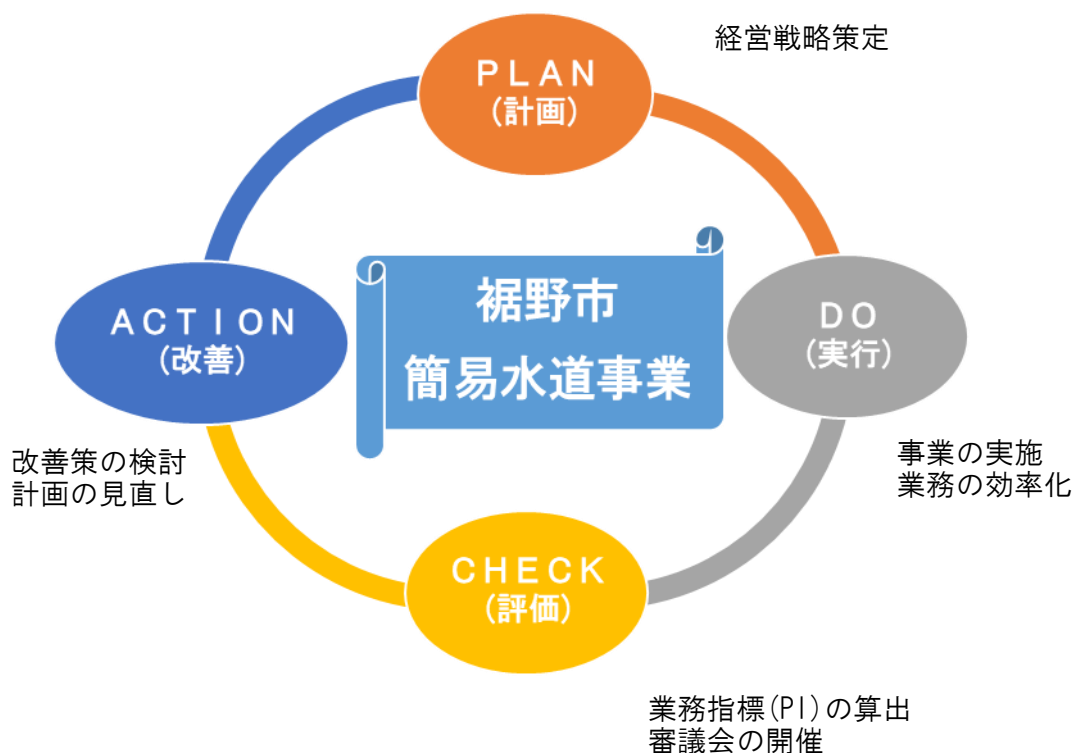 経営戦略策定
ＰＬＡＮ
(計画)
裾野市
簡易水道事業
ＡＣＴＩＯＮ
(改善)
ＤＯ
(実行)
改善策の検討
計画の見直し
事業の実施
業務の効率化
ＣＨＥＣＫ
(評価)
業務指標(PI)の算出
審議会の開催